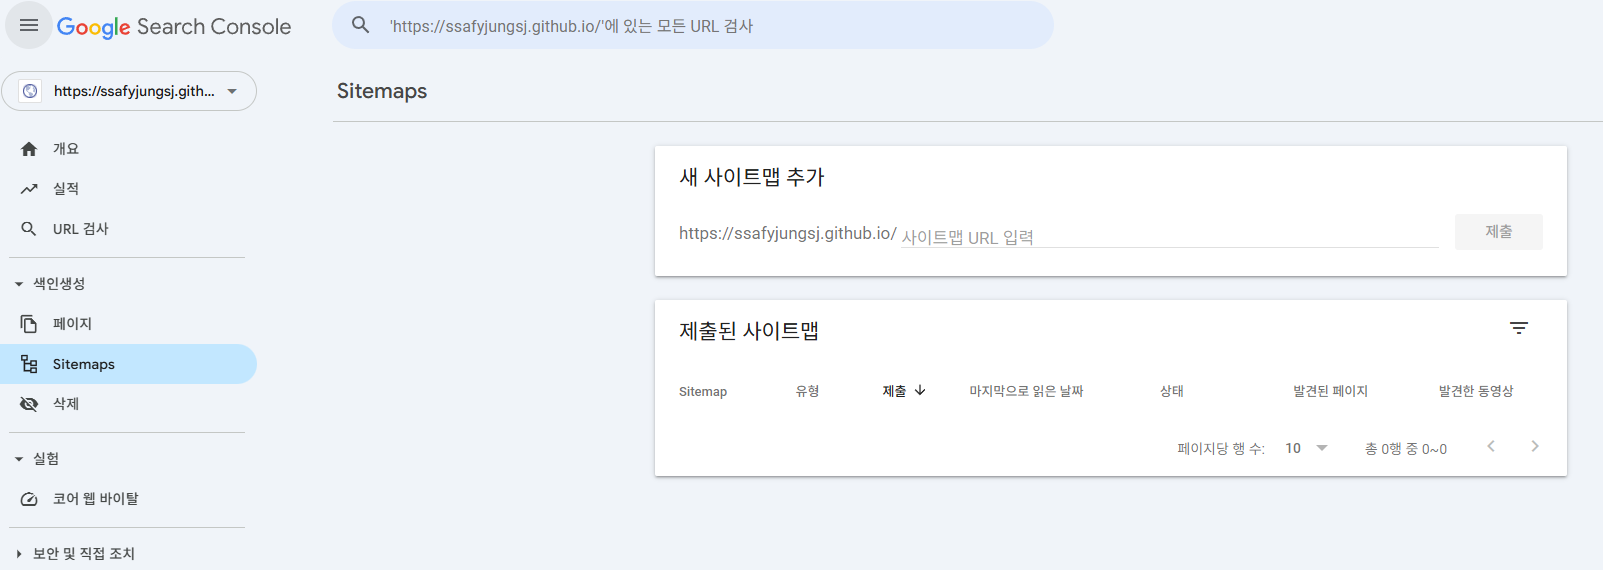 Google Search Console
'https://ssafyjungsj.github.io/'에 있는 모든 URL 검사
https://ssafyjungsj.gith...
Sitemaps
개요
실적
URL 검사
색인생성
페이지
Sitemaps
삭제
실험
코어 웹 바이탈
보안 및 직접 조치
새 사이트맵 추가
https://ssafyjungsj.github.io/ 사이트맵 URL 입력 제출
제출된 사이트맵
Sitemap 유형 제출 마지막으로 읽은 날짜 상태 발견된 페이지 발견한 동영상
페이지당 행 수: 10 총 0행 중 0~0